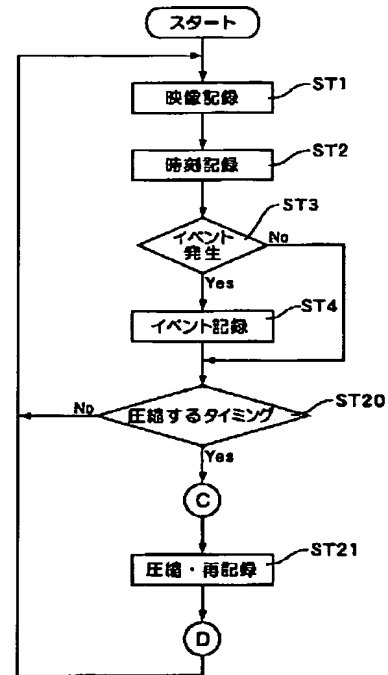 スタート
映像記録
ST1
時刻記録
ST2
イベント
発生
ST3
No
Yes
イベント記録
ST4
圧縮するタイミング
ST20
No
Yes
C
圧縮・再記録
ST21
D